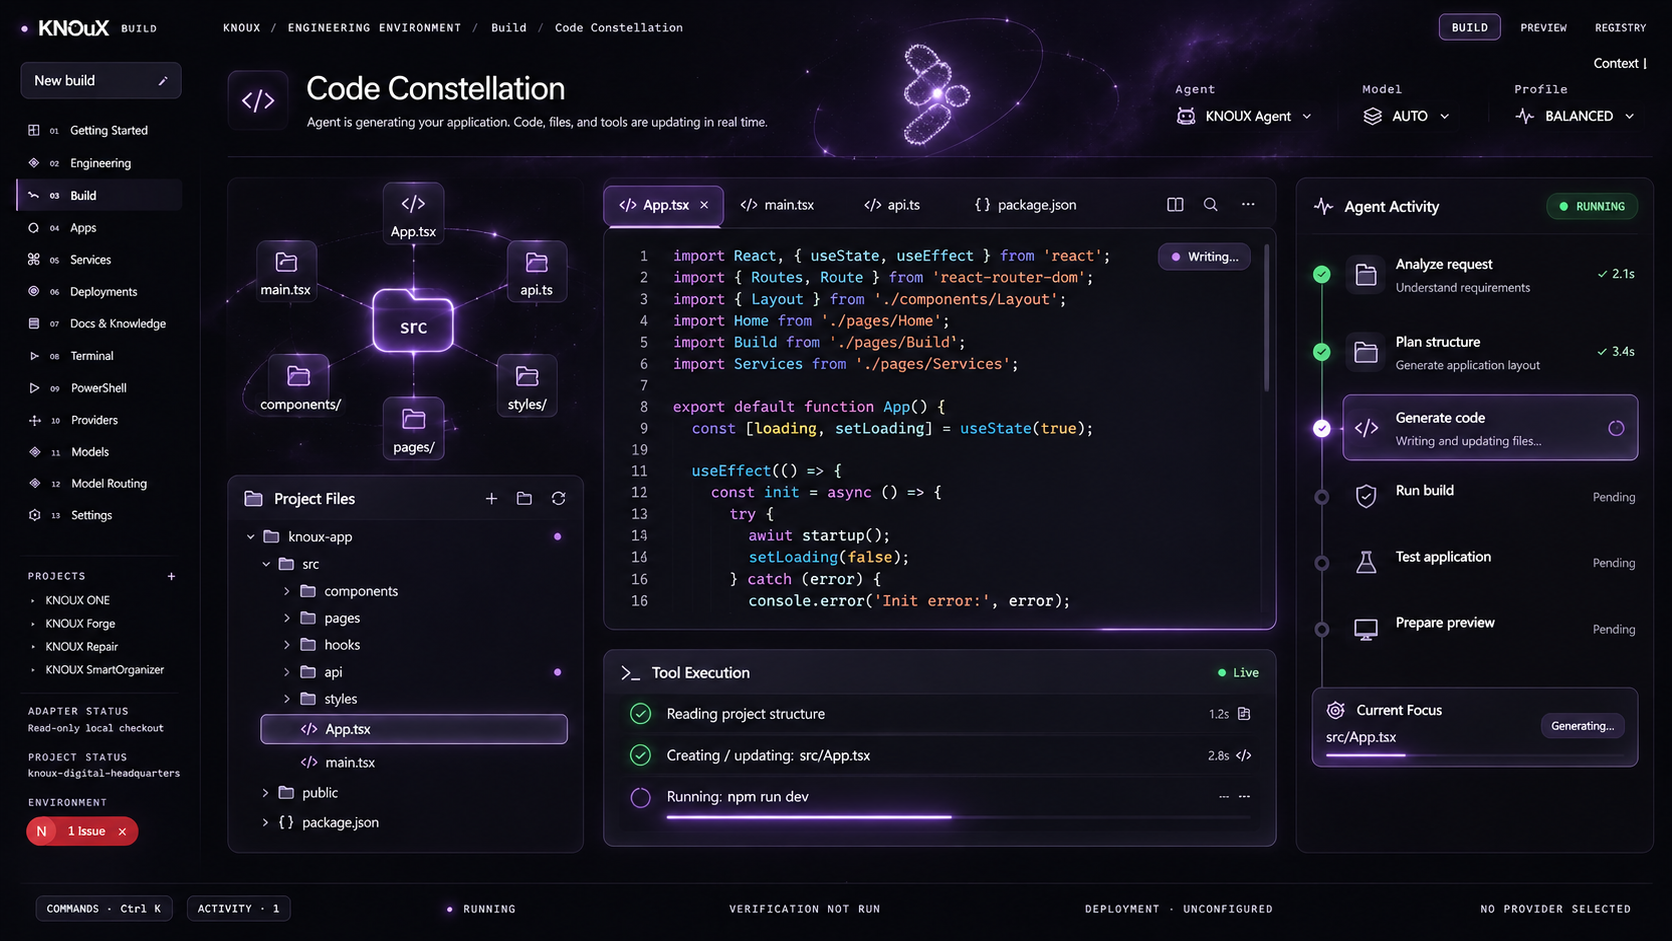 KNOUX BUILD
KNOUX / ENGINEERING ENVIRONMENT / Build / Code Constellation
BUILD PREVIEW REGISTRY
Context |
New build
01 Getting Started
02 Engineering
03 Build
04 Apps
05 Services
06 Deployments
07 Docs & Knowledge
08 Terminal
09 PowerShell
10 Providers
11 Models
12 Model Routing
13 Settings
PROJECTS +
KNOUX ONE
KNOUX Forge
KNOUX Repair
KNOUX SmartOrganizer
ADAPTER STATUS
Read-only local checkout
PROJECT STATUS
knoux-digital-headquarters
ENVIRONMENT
N 1 Issue ×
</> Code Constellation
Agent is generating your application. Code, files, and tools are updating in real time.
Agent
KNOUX Agent
Model
AUTO
Profile
BALANCED
</>
App.tsx
main.tsx
api.ts
src
components/
styles/
pages/
Project Files
knoux-app
src
components
pages
hooks
api
styles
</> App.tsx
</> main.tsx
public
{} package.json
</> App.tsx ×
</> main.tsx
</> api.ts
{} package.json
Writing...
1 import React, { useState, useEffect } from 'react';
2 import { Routes, Route } from 'react-router-dom';
3 import { Layout } from './components/Layout';
4 import Home from './pages/Home';
5 import Build from './pages/Build';
6 import Services from './pages/Services';
7
8 export default function App() {
9 const [loading, setLoading] = useState(true);
19
11 useEffect(() => {
12 const init = async () => {
13 try {
14 awiut startup();
14 setLoading(false);
16 } catch (error) {
16 console.error('Init error:', error);
>_ Tool Execution
Live
Reading project structure 1.2s
Creating / updating: src/App.tsx 2.8s </>
Running: npm run dev --- ---
Agent Activity
RUNNING
Analyze request
Understand requirements
✓ 2.1s
Plan structure
Generate application layout
✓ 3.4s
</> Generate code
Writing and updating files...
Run build Pending
Test application Pending
Prepare preview Pending
Current Focus
src/App.tsx
Generating...
COMMANDS · Ctrl K
ACTIVITY · 1
RUNNING
VERIFICATION NOT RUN
DEPLOYMENT · UNCONFIGURED
NO PROVIDER SELECTED